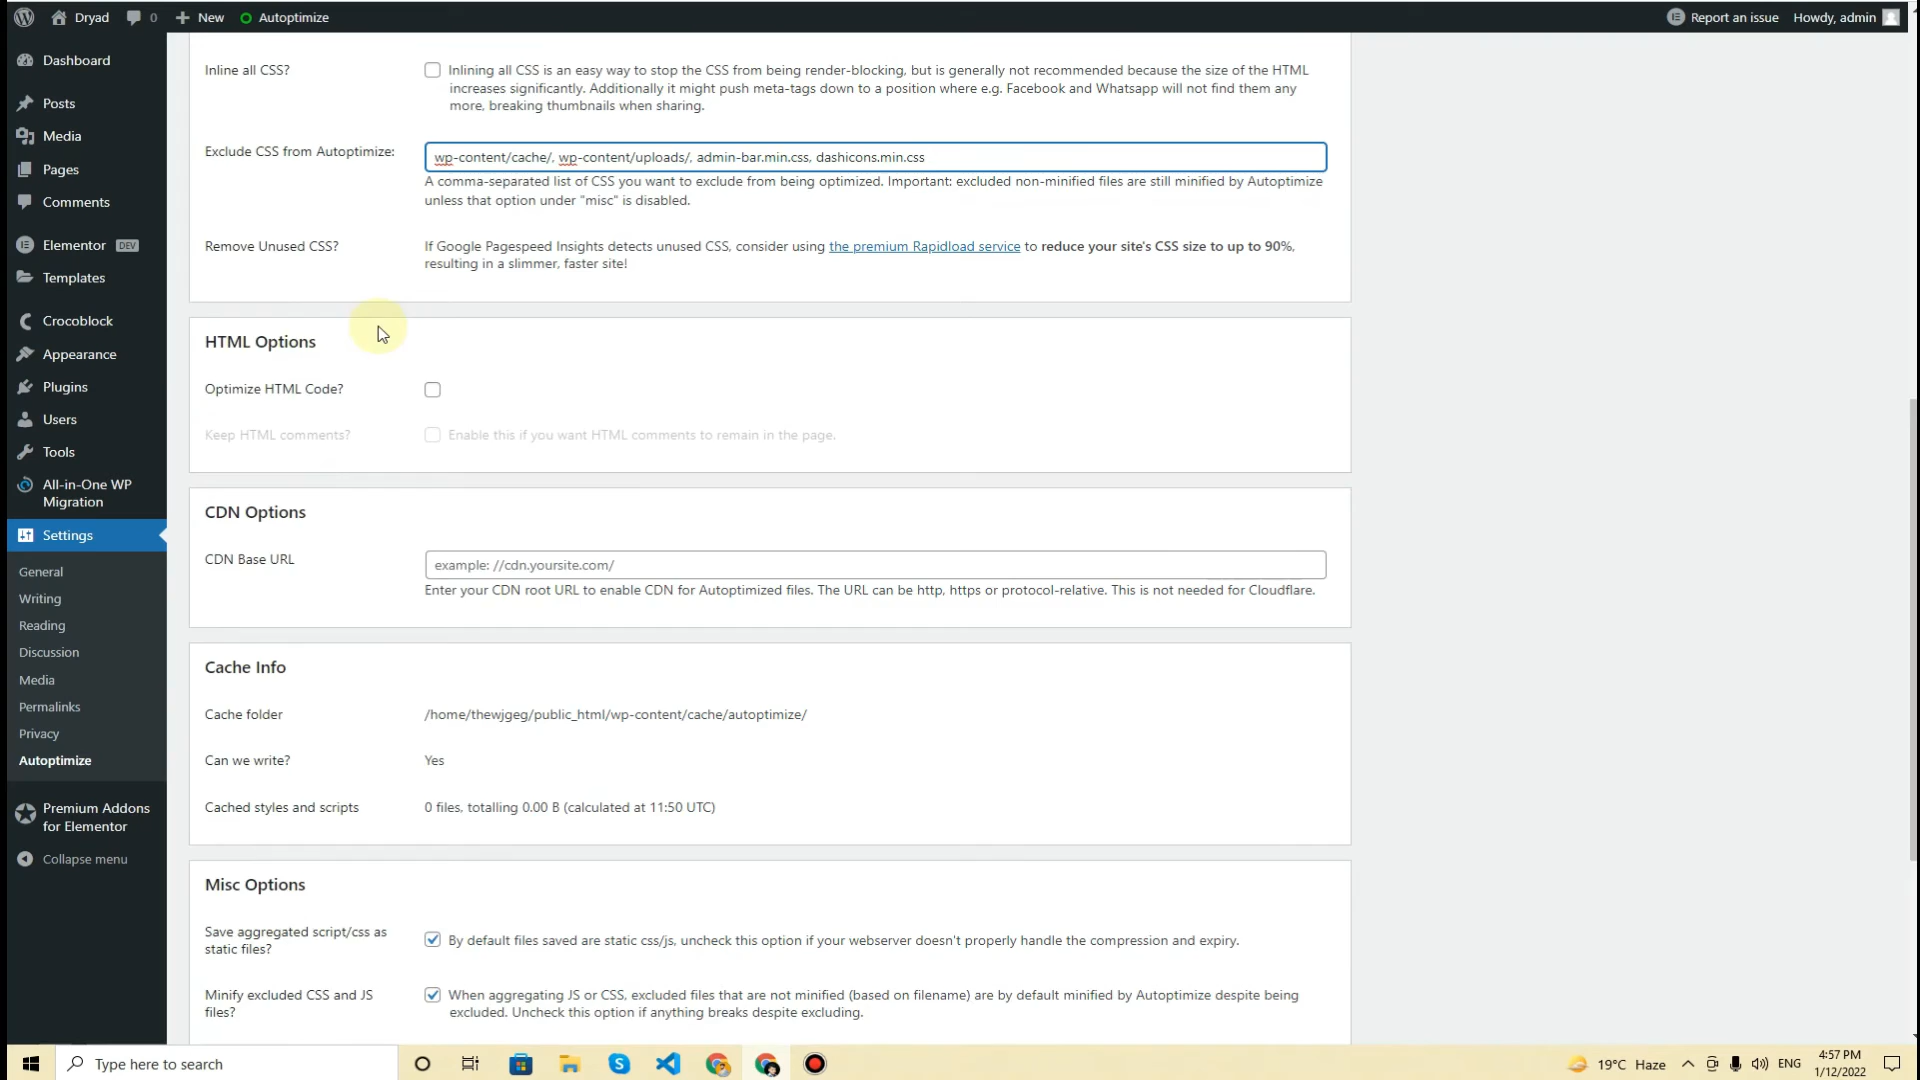 Dryad
0
New
Autoptimize
Report an issue
Howdy, admin
Dashboard
Posts
Media
Pages
Comments
Elementor DEV
Templates
Crocoblock
Appearance
Plugins
Users
Tools
All-in-One WP
Migration
Settings
General
Writing
Reading
Discussion
Media
Permalinks
Privacy
Autoptimize
Premium Addons
for Elementor
Collapse menu
Inline all CSS?
Inlining all CSS is an easy way to stop the CSS from being render-blocking, but is generally not recommended because the size of the HTML
increases significantly. Additionally it might push meta-tags down to a position where e.g. Facebook and Whatsapp will not find them any
more, breaking thumbnails when sharing.
Exclude CSS from Autoptimize:
wp-content/cache/, wp-content/uploads/, admin-bar.min.css, dashicons.min.css
A comma-separated list of CSS you want to exclude from being optimized. Important: excluded non-minified files are still minified by Autoptimize
unless that option under "misc" is disabled.
Remove Unused CSS?
If Google Pagespeed Insights detects unused CSS, consider using the premium Rapidload service to reduce your site's CSS size to up to 90%,
resulting in a slimmer, faster site!
HTML Options
Optimize HTML Code?
Keep HTML comments?
Enable this if you want HTML comments to remain in the page.
CDN Options
CDN Base URL
example: //cdn.yoursite.com/
Enter your CDN root URL to enable CDN for Autoptimized files. The URL can be http, https or protocol-relative. This is not needed for Cloudflare.
Cache Info
Cache folder
/home/thewjgeg/public_html/wp-content/cache/autoptimize/
Can we write?
Yes
Cached styles and scripts
0 files, totalling 0.00 B (calculated at 11:50 UTC)
Misc Options
Save aggregated script/css as
static files?
By default files saved are static css/js, uncheck this option if your webserver doesn't properly handle the compression and expiry.
Minify excluded CSS and JS
files?
When aggregating JS or CSS, excluded files that are not minified (based on filename) are by default minified by Autoptimize despite being
excluded. Uncheck this option if anything breaks despite excluding.
Type here to search
19°C Haze
ENG
4:57 PM
1/12/2022